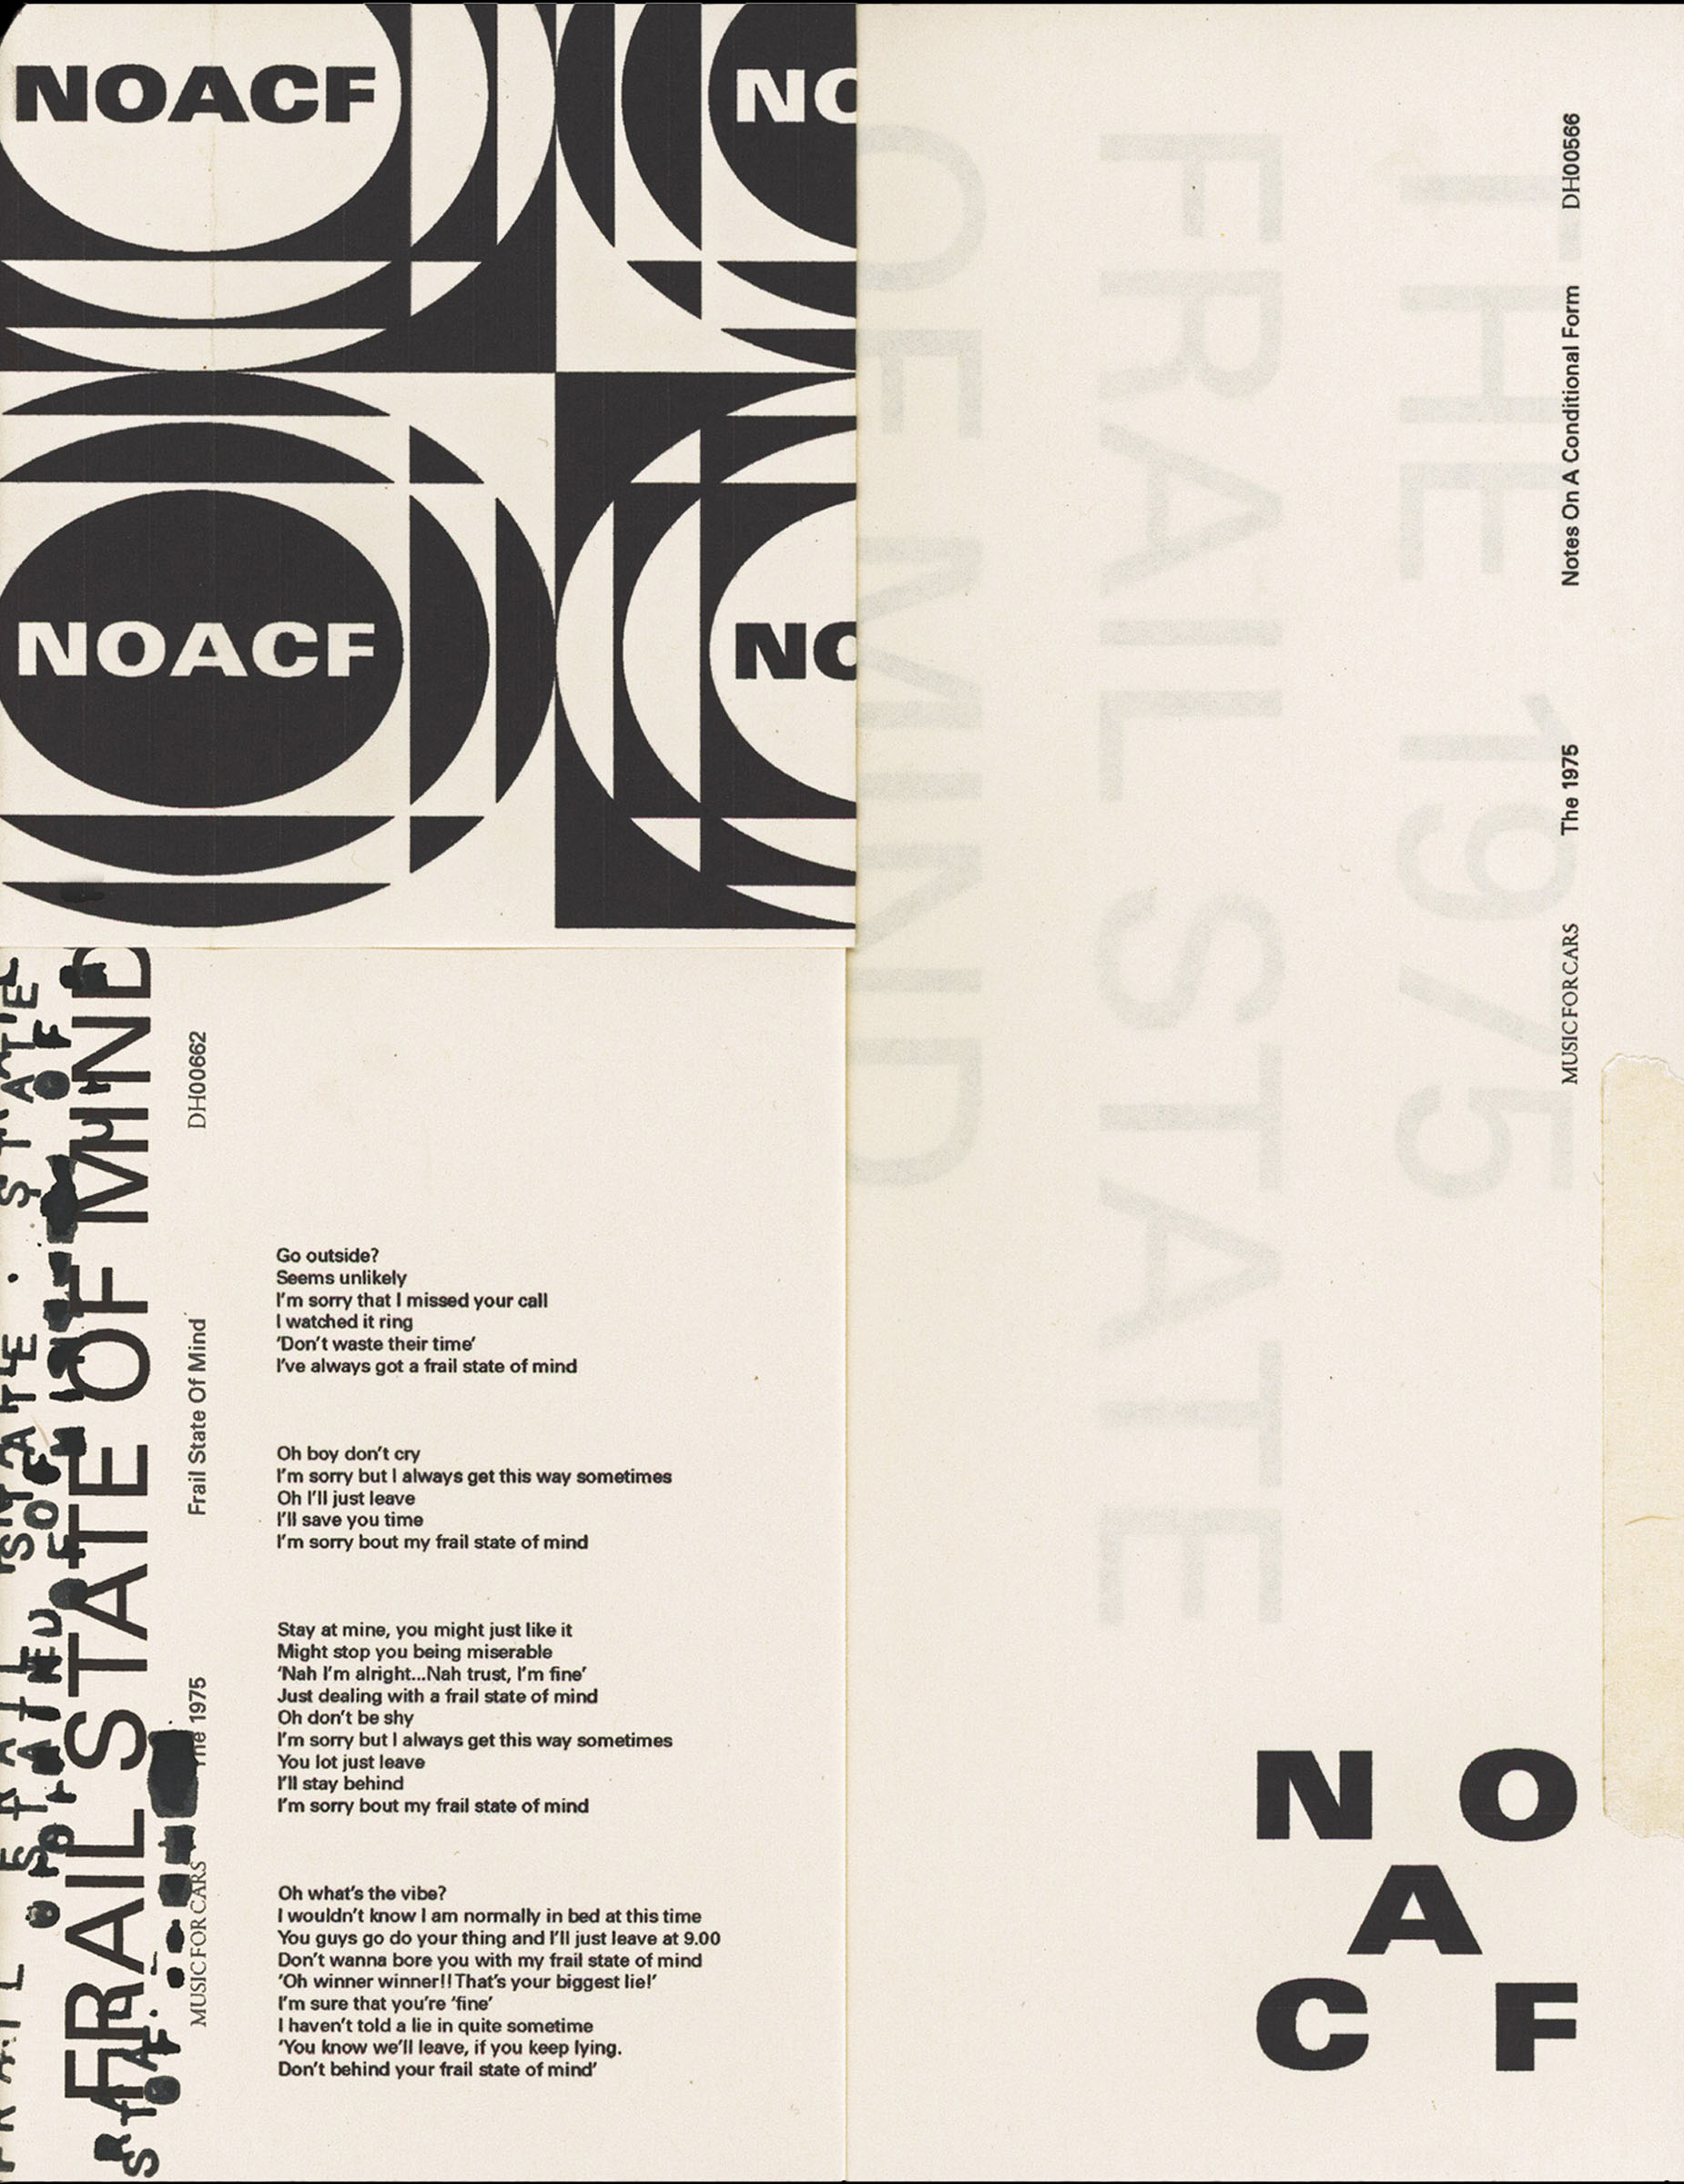 NOACF
NO
NOACF
NO
DH00566
Notes On A Conditional Form
The 1975
MUSIC FOR CARS
THE 1975
FRAIL STATE
OF MIND
FRAIL STATE OF MIND
DH00662
Frail State Of Mind
The 1975
MUSIC FOR CARS
Go outside?
Seems unlikely
I'm sorry that I missed your call
I watched it ring
'Don't waste their time'
I've always got a frail state of mind
Oh boy don't cry
I'm sorry but I always get this way sometimes
Oh I'll just leave
I'll save you time
I'm sorry bout my frail state of mind
Stay at mine, you might just like it
Might stop you being miserable
'Nah I'm alright...Nah trust, I'm fine'
Just dealing with a frail state of mind
Oh don't be shy
I'm sorry but I always get this way sometimes
You lot just leave
I'll stay behind
I'm sorry bout my frail state of mind
Oh what's the vibe?
I wouldn't know I am normally in bed at this time
You guys go do your thing and I'll just leave at 9.00
Don't wanna bore you with my frail state of mind
'Oh winner winner!! That's your biggest lie!'
I'm sure that you're 'fine'
I haven't told a lie in quite sometime
'You know we'll leave, if you keep lying.
Don't behind your frail state of mind'
N O
A
C F